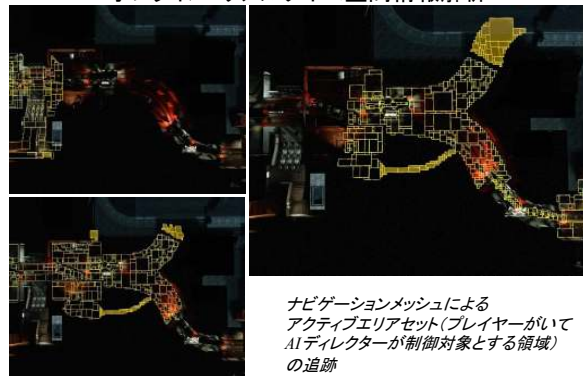 ナビゲーションメッシュによる
アクティブエリアセット(プレイヤーがいて
AIディレクターが制御対象とする領域)
の追跡